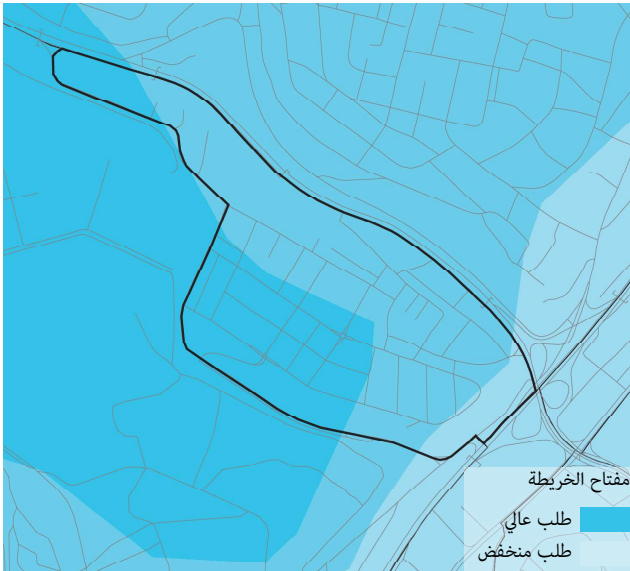 مفتاح الخريطة
طلب عالي
طلب منخفض